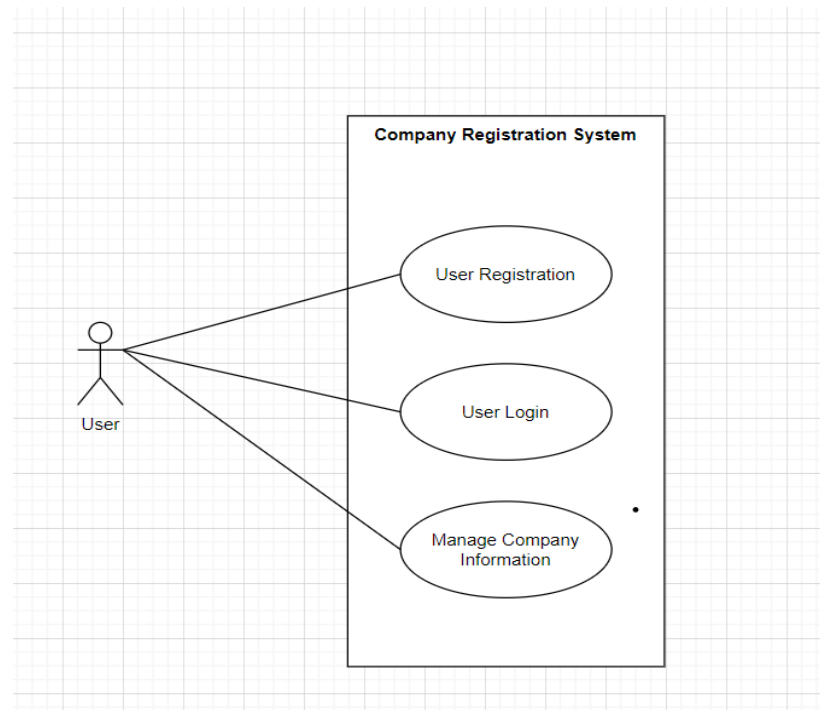 Company Registration System
User Registration
User
User Login
Manage Company
Information